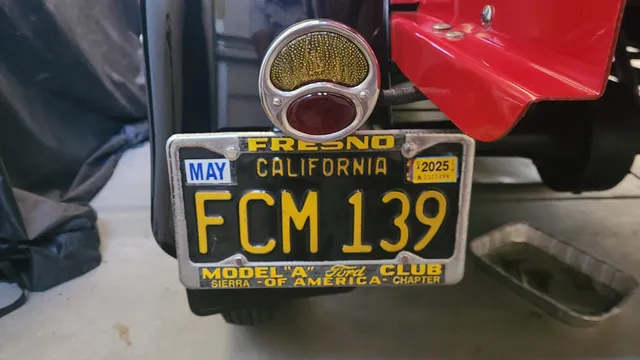 FRESNO
MAY CALIFORNIA 2025
FCM 139
MODEL "A" Ford CLUB
SIERRA -OF AMERICA- CHAPTER